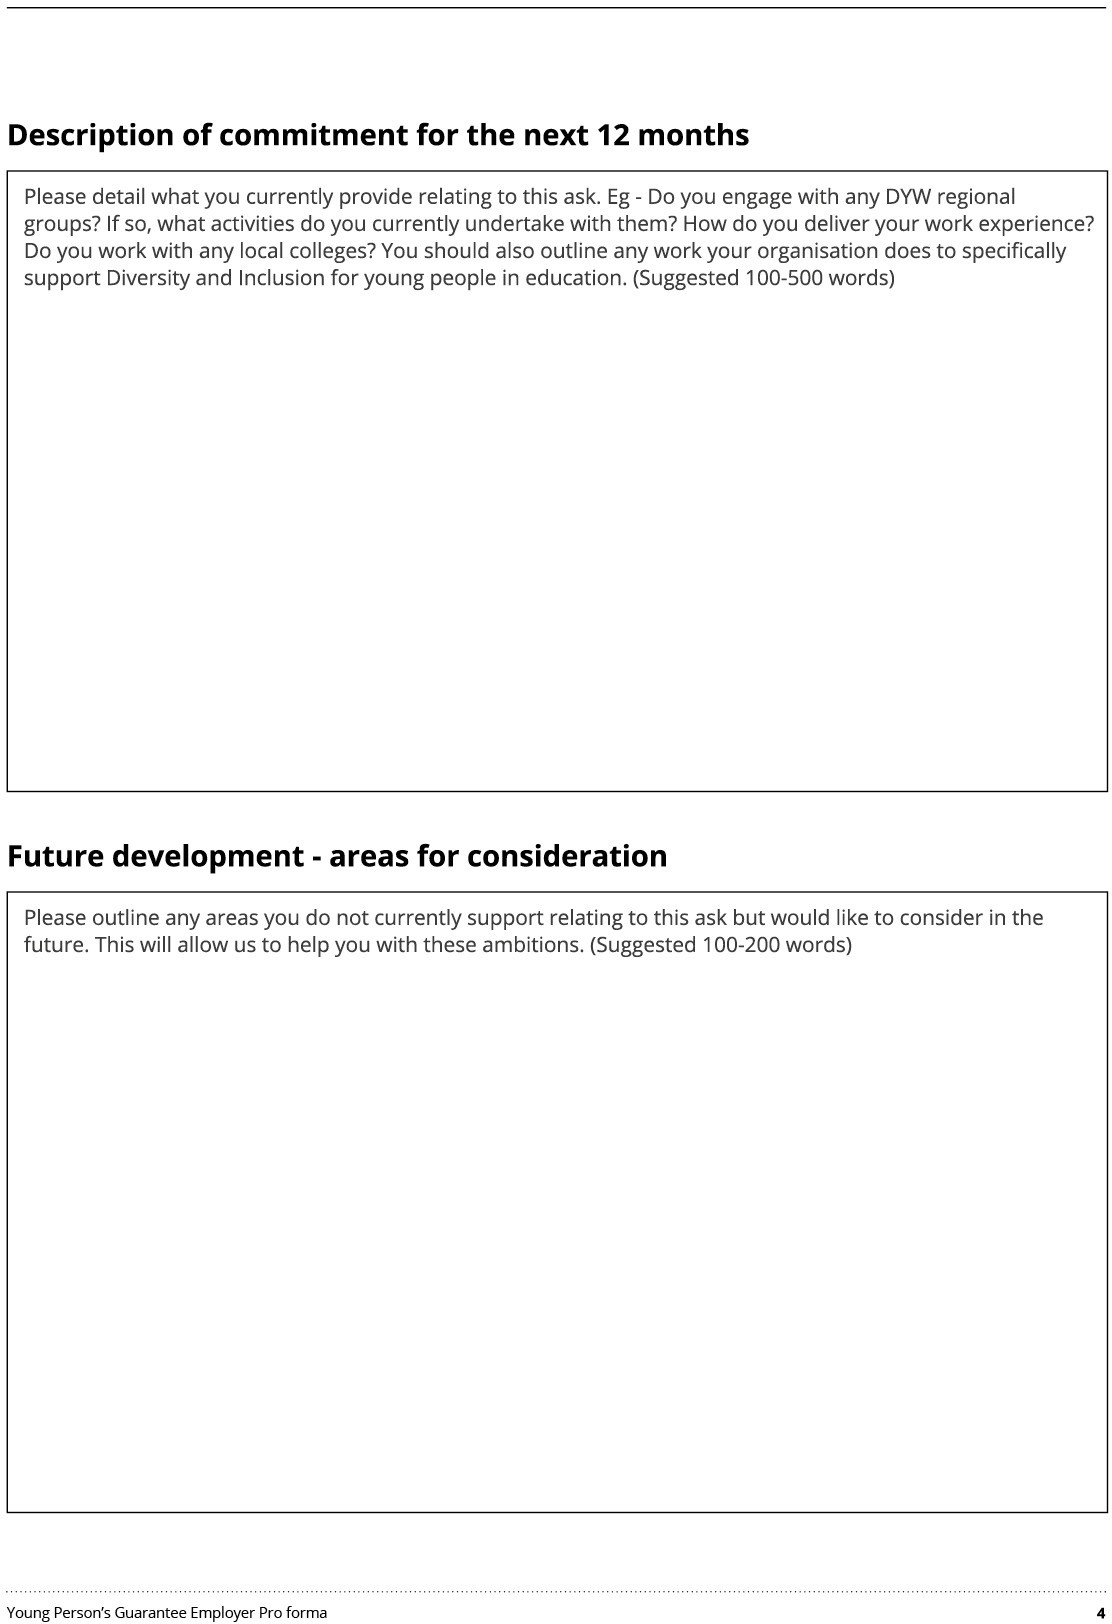 Description of commitment for the next 12 months
Please detail what you currently provide relating to this ask. Eg - Do you engage with any DYW regional
groups? If so, what activities do you currently undertake with them? How do you deliver your work experience?
Do you work with any local colleges? You should also outline any work your organisation does to specifically
support Diversity and Inclusion for young people in education. (Suggested 100-500 words)
Future development - areas for consideration
Please outline any areas you do not currently support relating to this ask but would like to consider in the
future. This will allow us to help you with these ambitions. (Suggested 100-200 words)
Young Person’s Guarantee Employer Pro forma
4